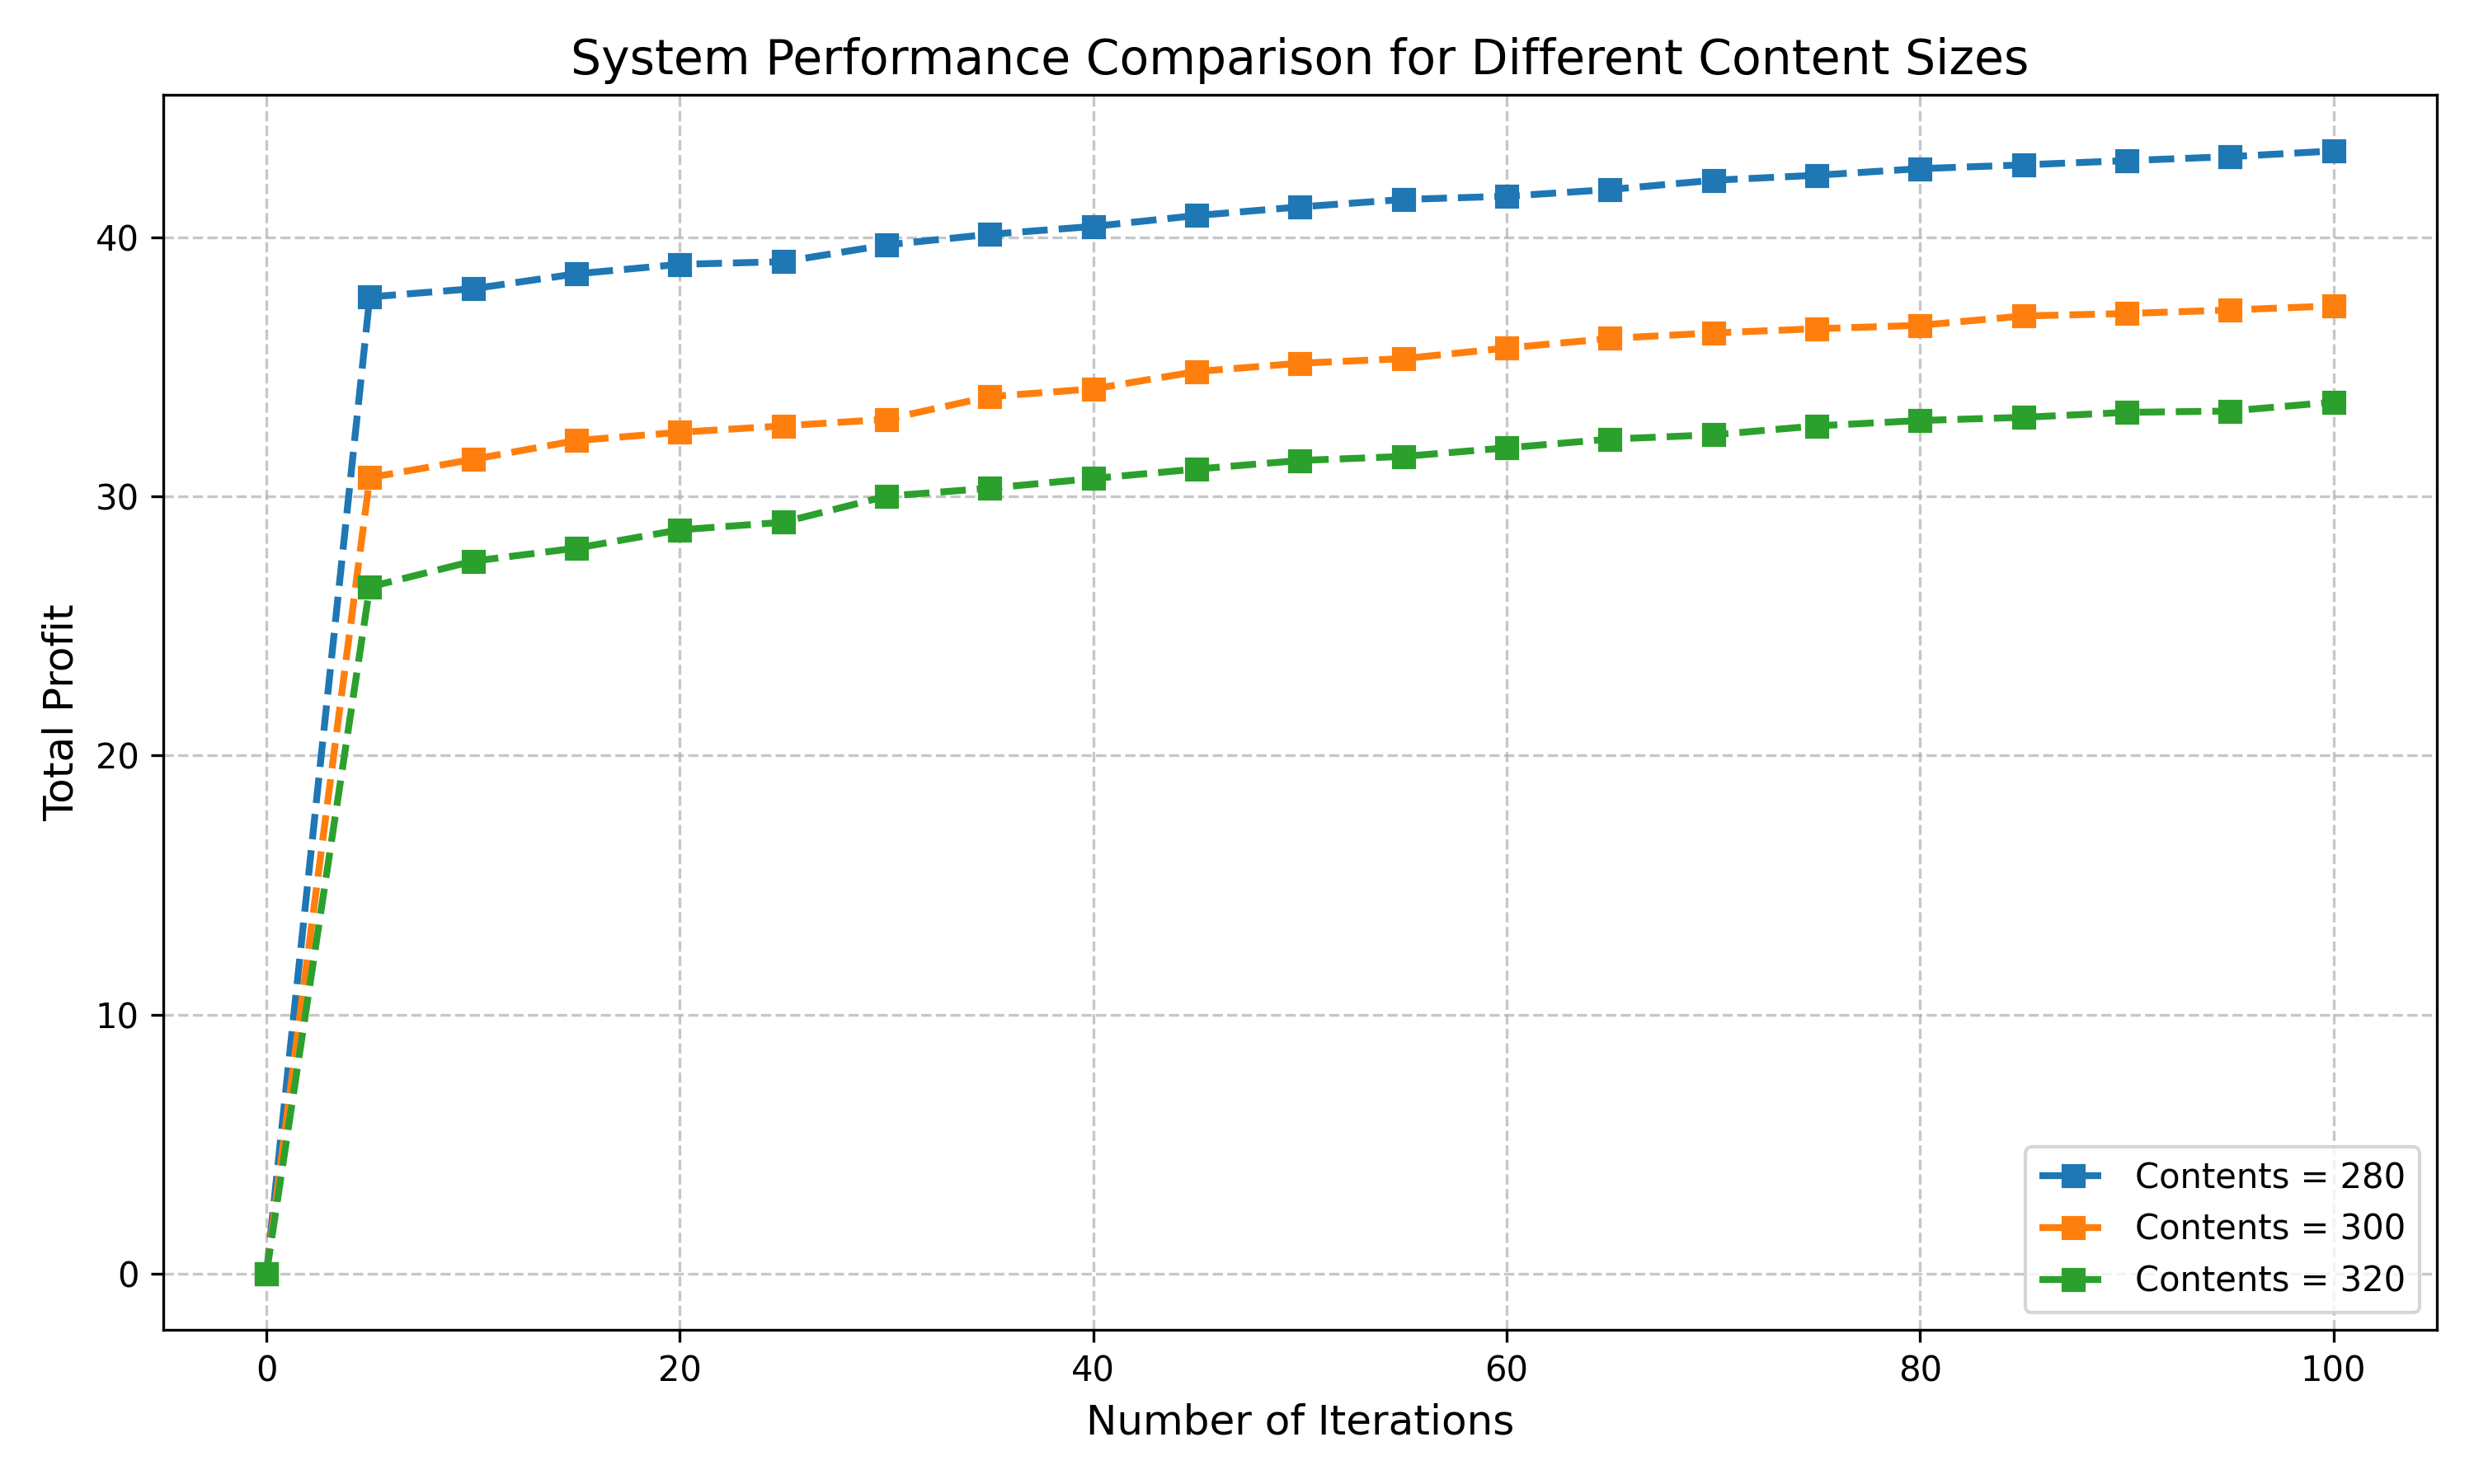 System Performance Comparison for Different Content Sizes
Total Profit
40
30
20
10
0
0 20 40 60 80 100
Number of Iterations
Contents = 280
Contents = 300
Contents = 320